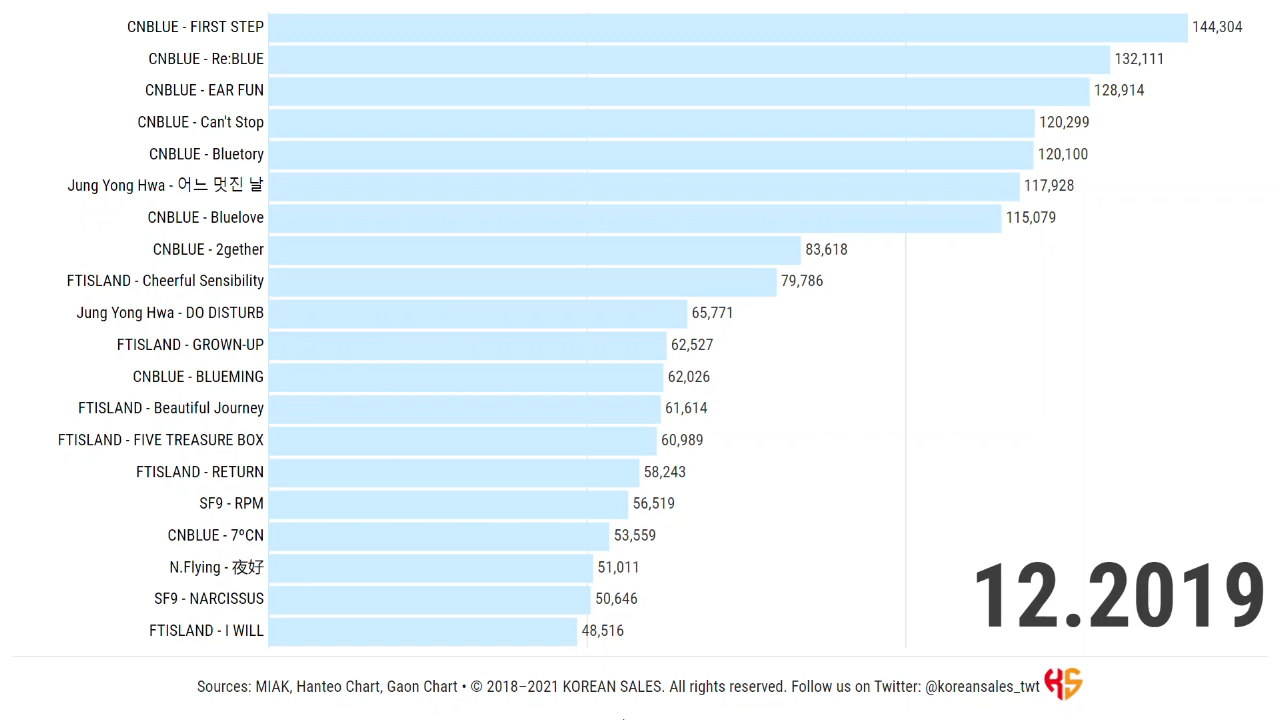 CNBLUE - FIRST STEP 144,304
CNBLUE - Re:BLUE 132,111
CNBLUE - EAR FUN 128,914
CNBLUE - Can't Stop 120,299
CNBLUE - Bluetory 120,100
Jung Yong Hwa - 어느 멋진 날 117,928
CNBLUE - Bluelove 115,079
CNBLUE - 2gether 83,618
FTISLAND - Cheerful Sensibility 79,786
Jung Yong Hwa - DO DISTURB 65,771
FTISLAND - GROWN-UP 62,527
CNBLUE - BLUEMING 62,026
FTISLAND - Beautiful Journey 61,614
FTISLAND - FIVE TREASURE BOX 60,989
FTISLAND - RETURN 58,243
SF9 - RPM 56,519
CNBLUE - 7ºCN 53,559
N.Flying - 夜好 51,011
SF9 - NARCISSUS 50,646
FTISLAND - I WILL 48,516
12.2019
Sources: MIAK, Hanteo Chart, Gaon Chart • © 2018–2021 KOREAN SALES. All rights reserved. Follow us on Twitter: @koreansales_twt KS